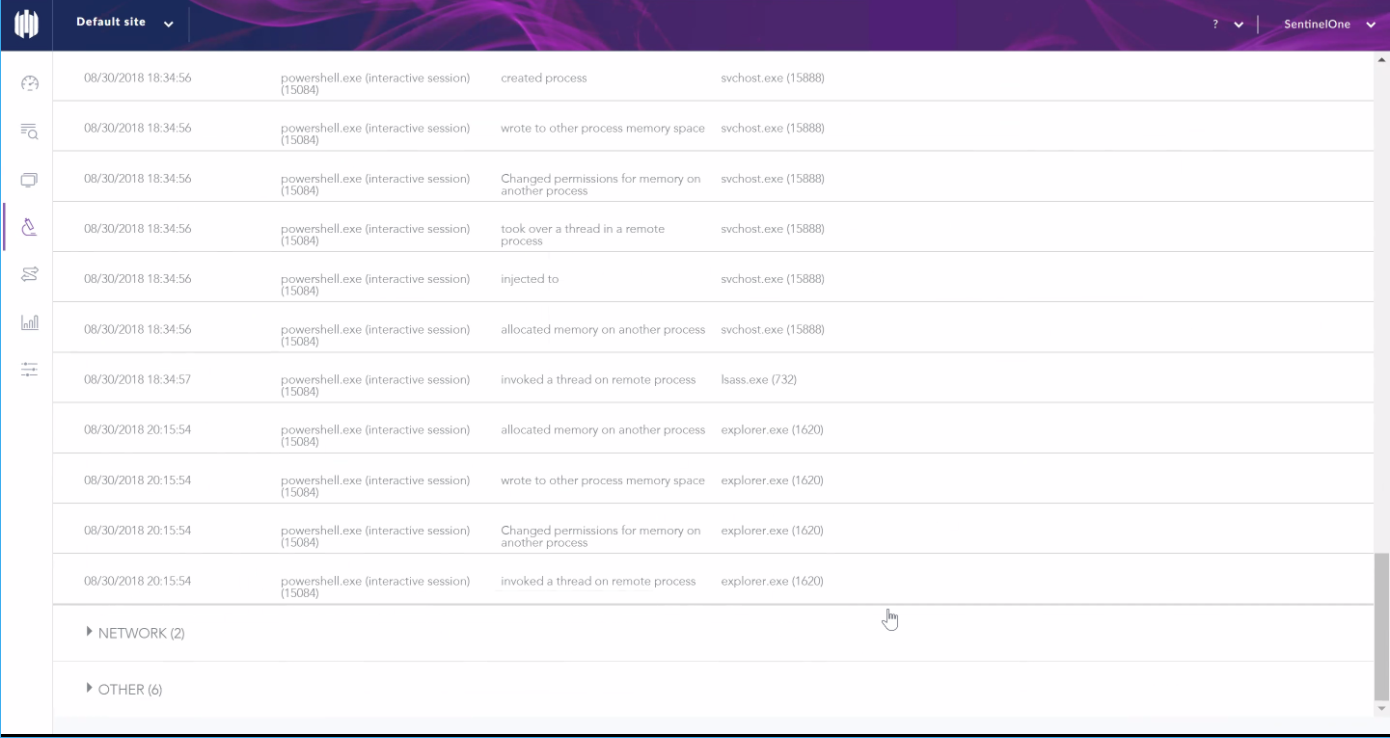 Default site ? SentinelOne
08/30/2018 18:34:56 powershell.exe (interactive session) created process svchost.exe (15888)
(15084)
08/30/2018 18:34:56 powershell.exe (interactive session) wrote to other process memory space svchost.exe (15888)
(15084)
08/30/2018 18:34:56 powershell.exe (interactive session) Changed permissions for memory on svchost.exe (15888)
(15084) another process
08/30/2018 18:34:56 powershell.exe (interactive session) took over a thread in a remote svchost.exe (15888)
(15084) process
08/30/2018 18:34:56 powershell.exe (interactive session) injected to svchost.exe (15888)
(15084)
08/30/2018 18:34:56 powershell.exe (interactive session) allocated memory on another process svchost.exe (15888)
(15084)
08/30/2018 18:34:57 powershell.exe (interactive session) invoked a thread on remote process lsass.exe (732)
(15084)
08/30/2018 20:15:54 powershell.exe (interactive session) allocated memory on another process explorer.exe (1620)
(15084)
08/30/2018 20:15:54 powershell.exe (interactive session) wrote to other process memory space explorer.exe (1620)
(15084)
08/30/2018 20:15:54 powershell.exe (interactive session) Changed permissions for memory on explorer.exe (1620)
(15084) another process
08/30/2018 20:15:54 powershell.exe (interactive session) invoked a thread on remote process explorer.exe (1620)
(15084)
NETWORK (2)
OTHER (6)